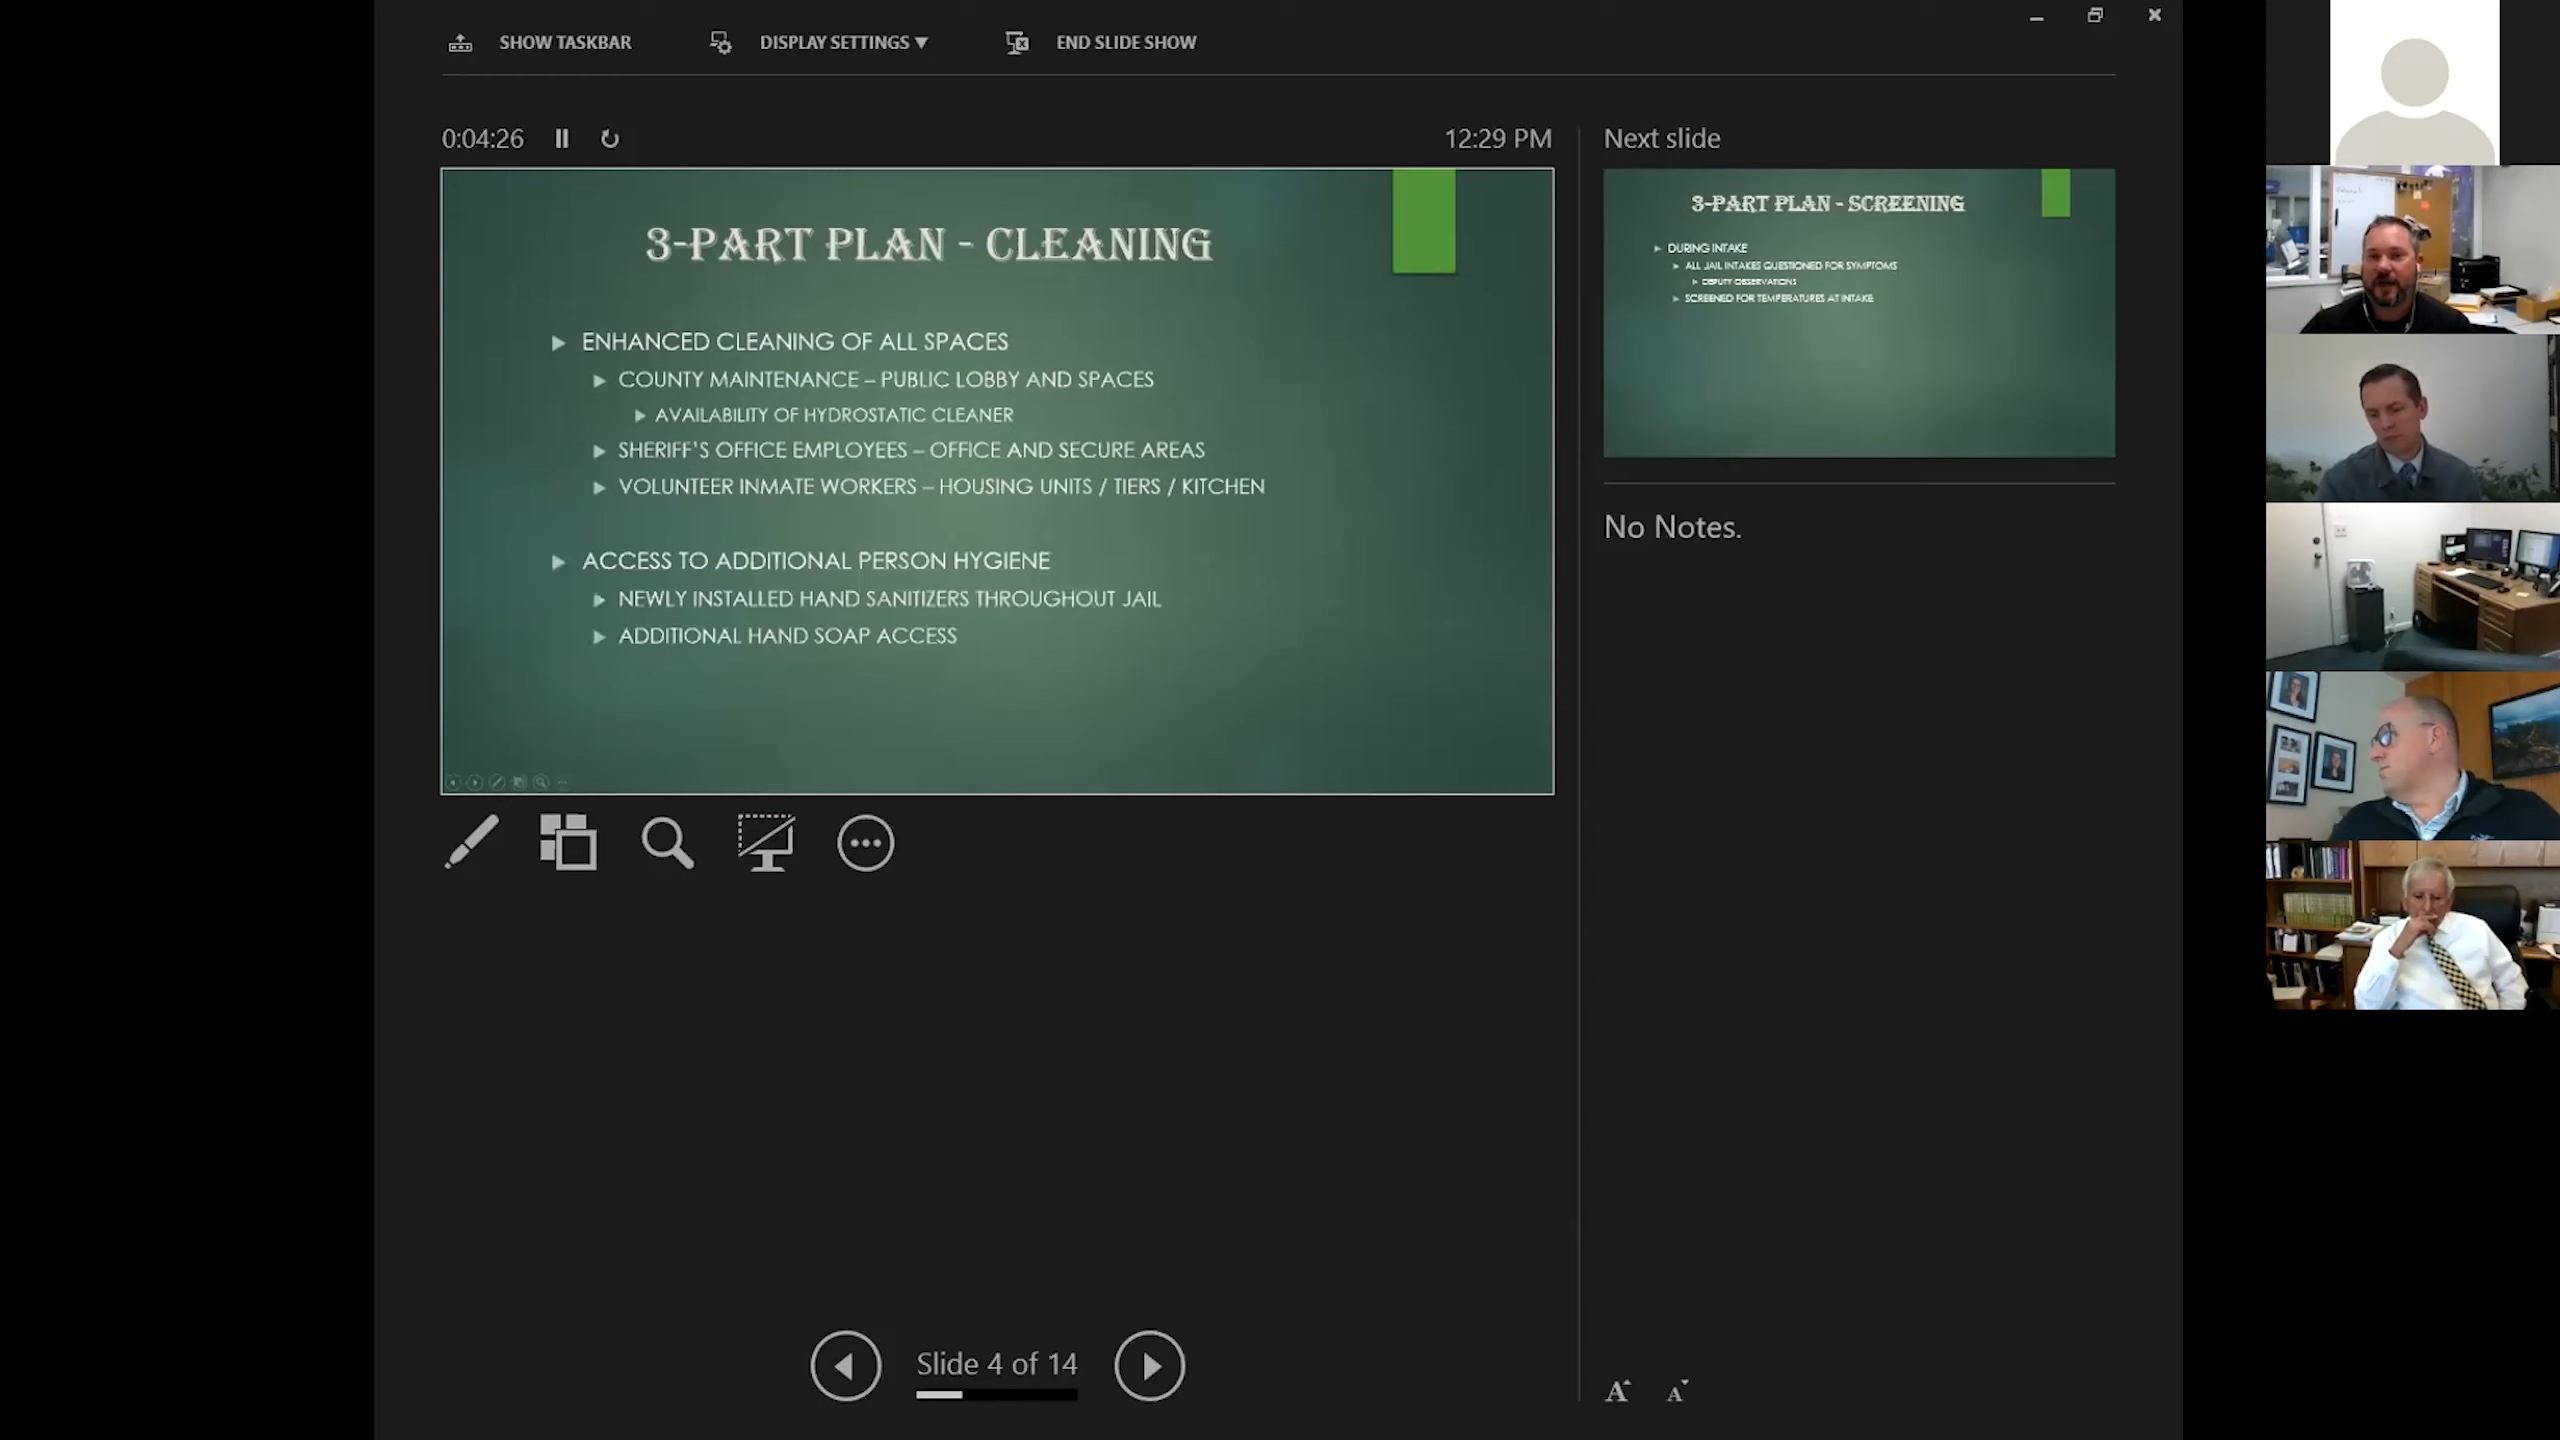 SHOW TASKBAR
DISPLAY SETTINGS
END SLIDE SHOW
0:04:26
12:29 PM
3-PART PLAN - CLEANING
ENHANCED CLEANING OF ALL SPACES
COUNTY MAINTENANCE – PUBLIC LOBBY AND SPACES
AVAILABILITY OF HYDROSTATIC CLEANER
SHERIFF'S OFFICE EMPLOYEES – OFFICE AND SECURE AREAS
VOLUNTEER INMATE WORKERS – HOUSING UNITS / TIERS / KITCHEN
ACCESS TO ADDITIONAL PERSON HYGIENE
NEWLY INSTALLED HAND SANITIZERS THROUGHOUT JAIL
ADDITIONAL HAND SOAP ACCESS
Slide 4 of 14
Next slide
3-PART PLAN - SCREENING
DURING INTAKE
ALL JAIL INTAKES QUESTIONED FOR SYMPTOMS
DEPUTY OBSERVATIONS
SCREENED FOR TEMPERATURES AT INTAKE
No Notes.
A A